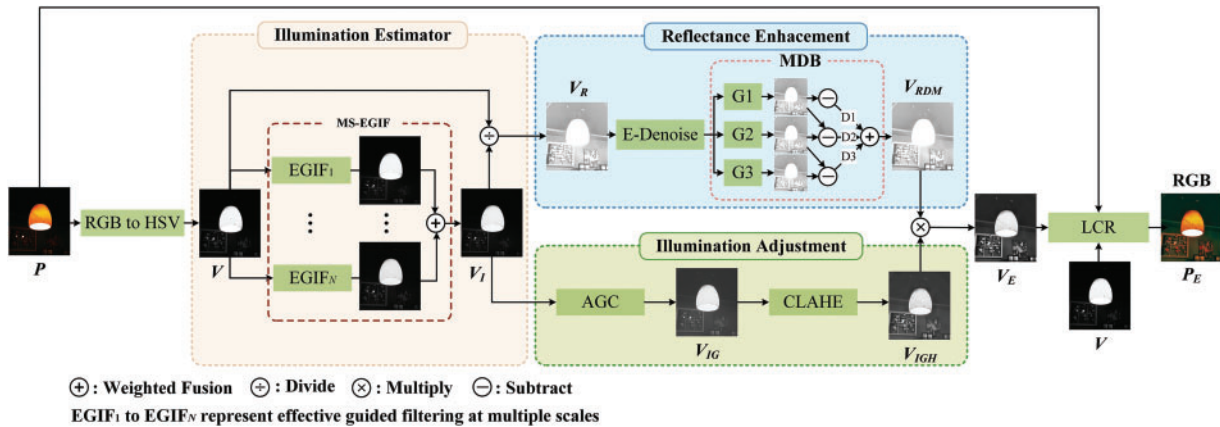 Illumination Estimator
Reflectance Enhacement
MDB
V_R
V_RDM
G1
G2
G3
D1
D2
D3
E-Denoise
MS-EGIF
EGIF₁
EGIF_N
RGB to HSV
P
V
V_I
Illumination Adjustment
AGC
CLAHE
V_IG
V_IGH
V_E
LCR
V
RGB
P_E
: Weighted Fusion
: Divide
: Multiply
: Subtract
EGIF₁ to EGIF_N represent effective guided filtering at multiple scales